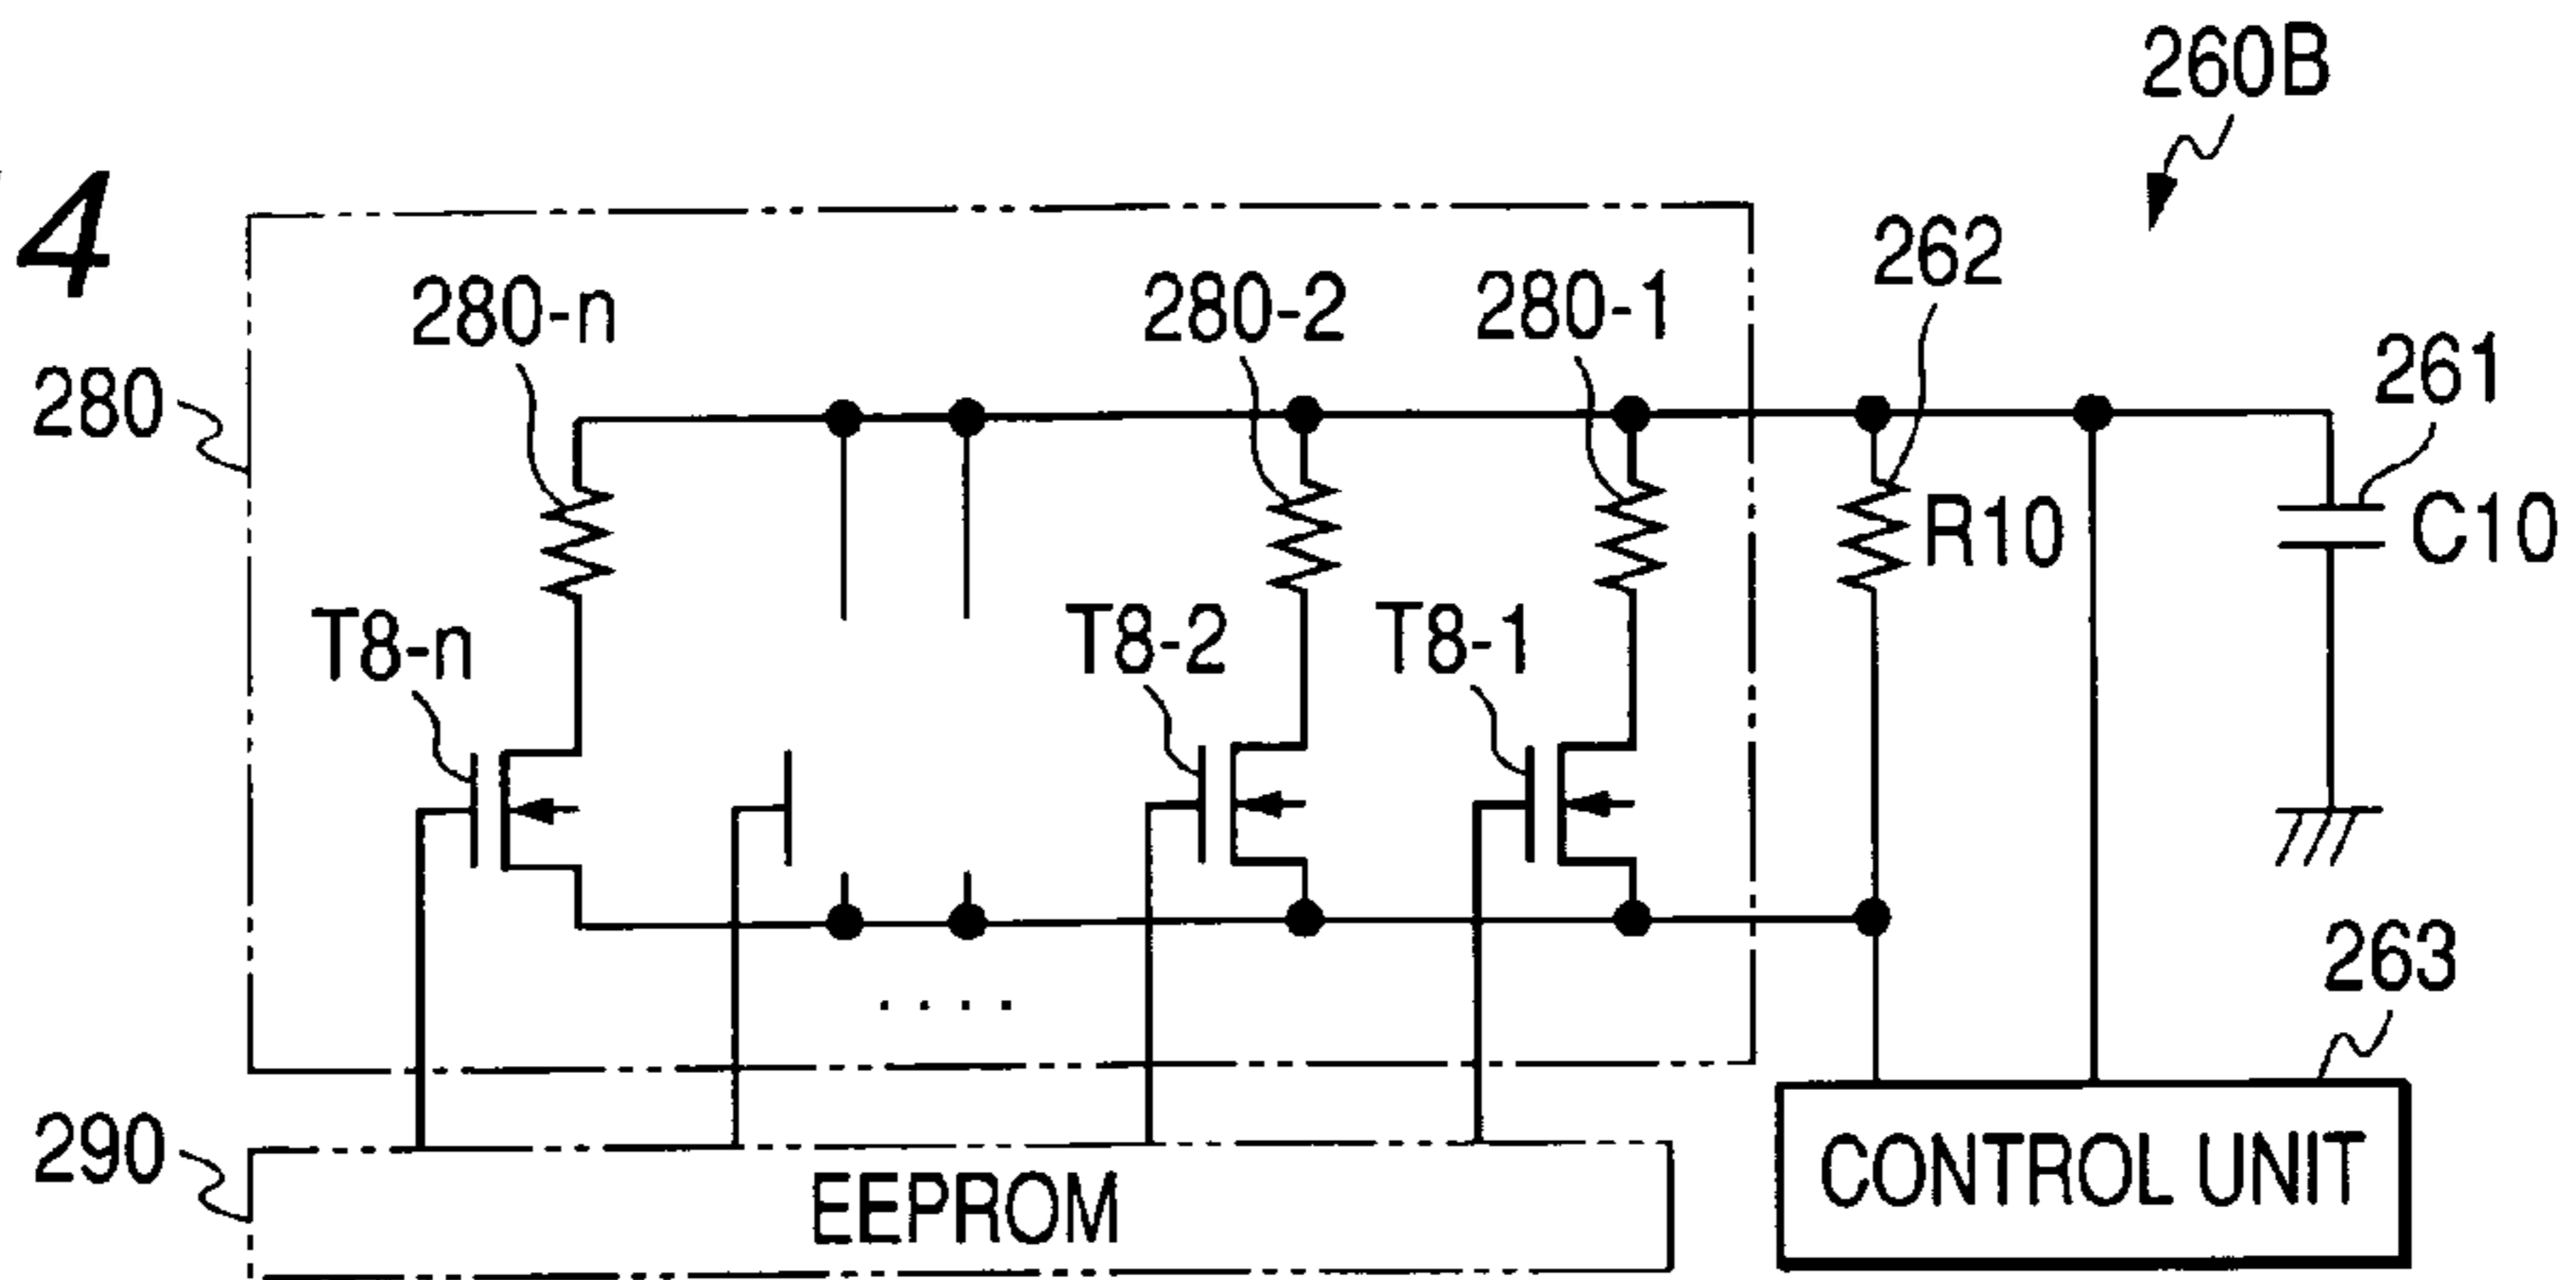 260B
4
262
280-n
280-2
280-1
261
280
R10
C10
T8-n
T8-2
T8-1
263
290
EEPROM
CONTROL UNIT